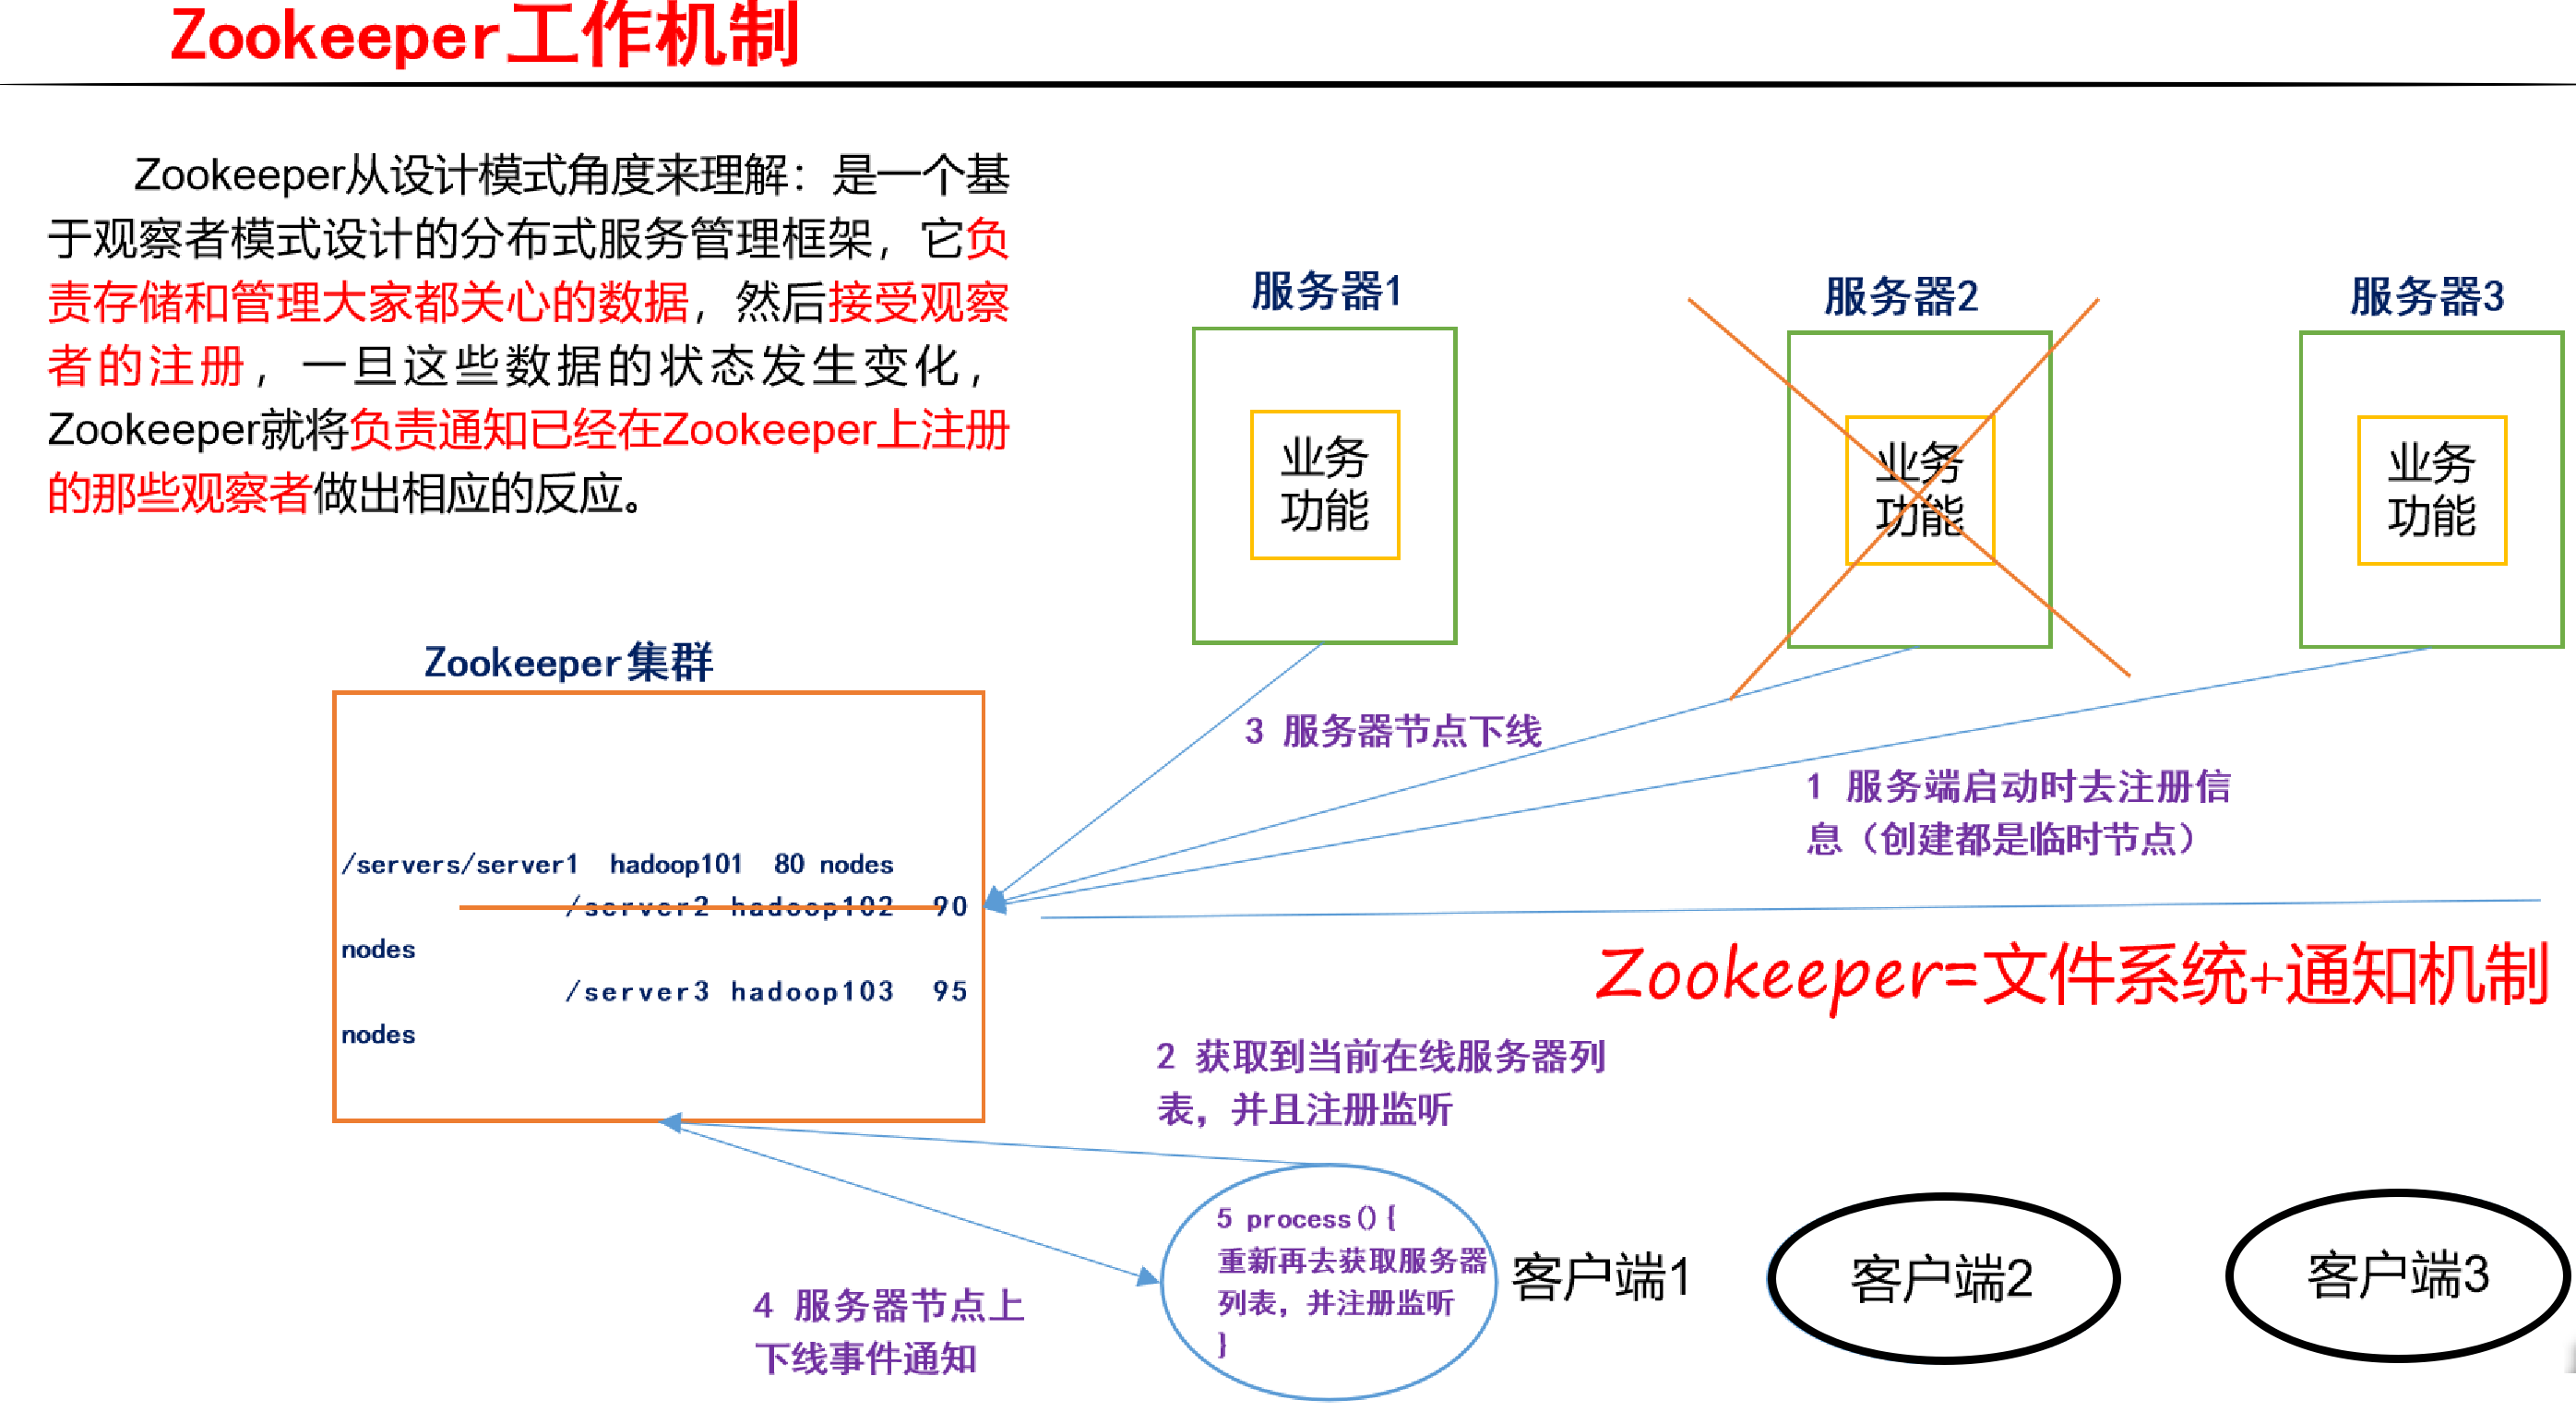 Zookeeper工作机制
Zookeeper从设计模式角度来理解：是一个基
于观察者模式设计的分布式服务管理框架，它负
责存储和管理大家都关心的数据，然后接受观察
者的注册，一旦这些数据的状态发生变化，
Zookeeper就将负责通知已经在Zookeeper上注册
的那些观察者做出相应的反应。
服务器1
服务器2
服务器3
业务
功能
业务
功能
业务
功能
Zookeeper集群
/servers/server1 hadoop101 80 nodes
/server2 hadoop102 90
nodes
/server3 hadoop103 95
nodes
3 服务器节点下线
1 服务端启动时去注册信
息（创建都是临时节点）
Zookeeper=文件系统+通知机制
2 获取到当前在线服务器列
表，并且注册监听
5 process(){
重新再去获取服务器
列表，并注册监听
}
客户端1
客户端2
客户端3
4 服务器节点上
下线事件通知